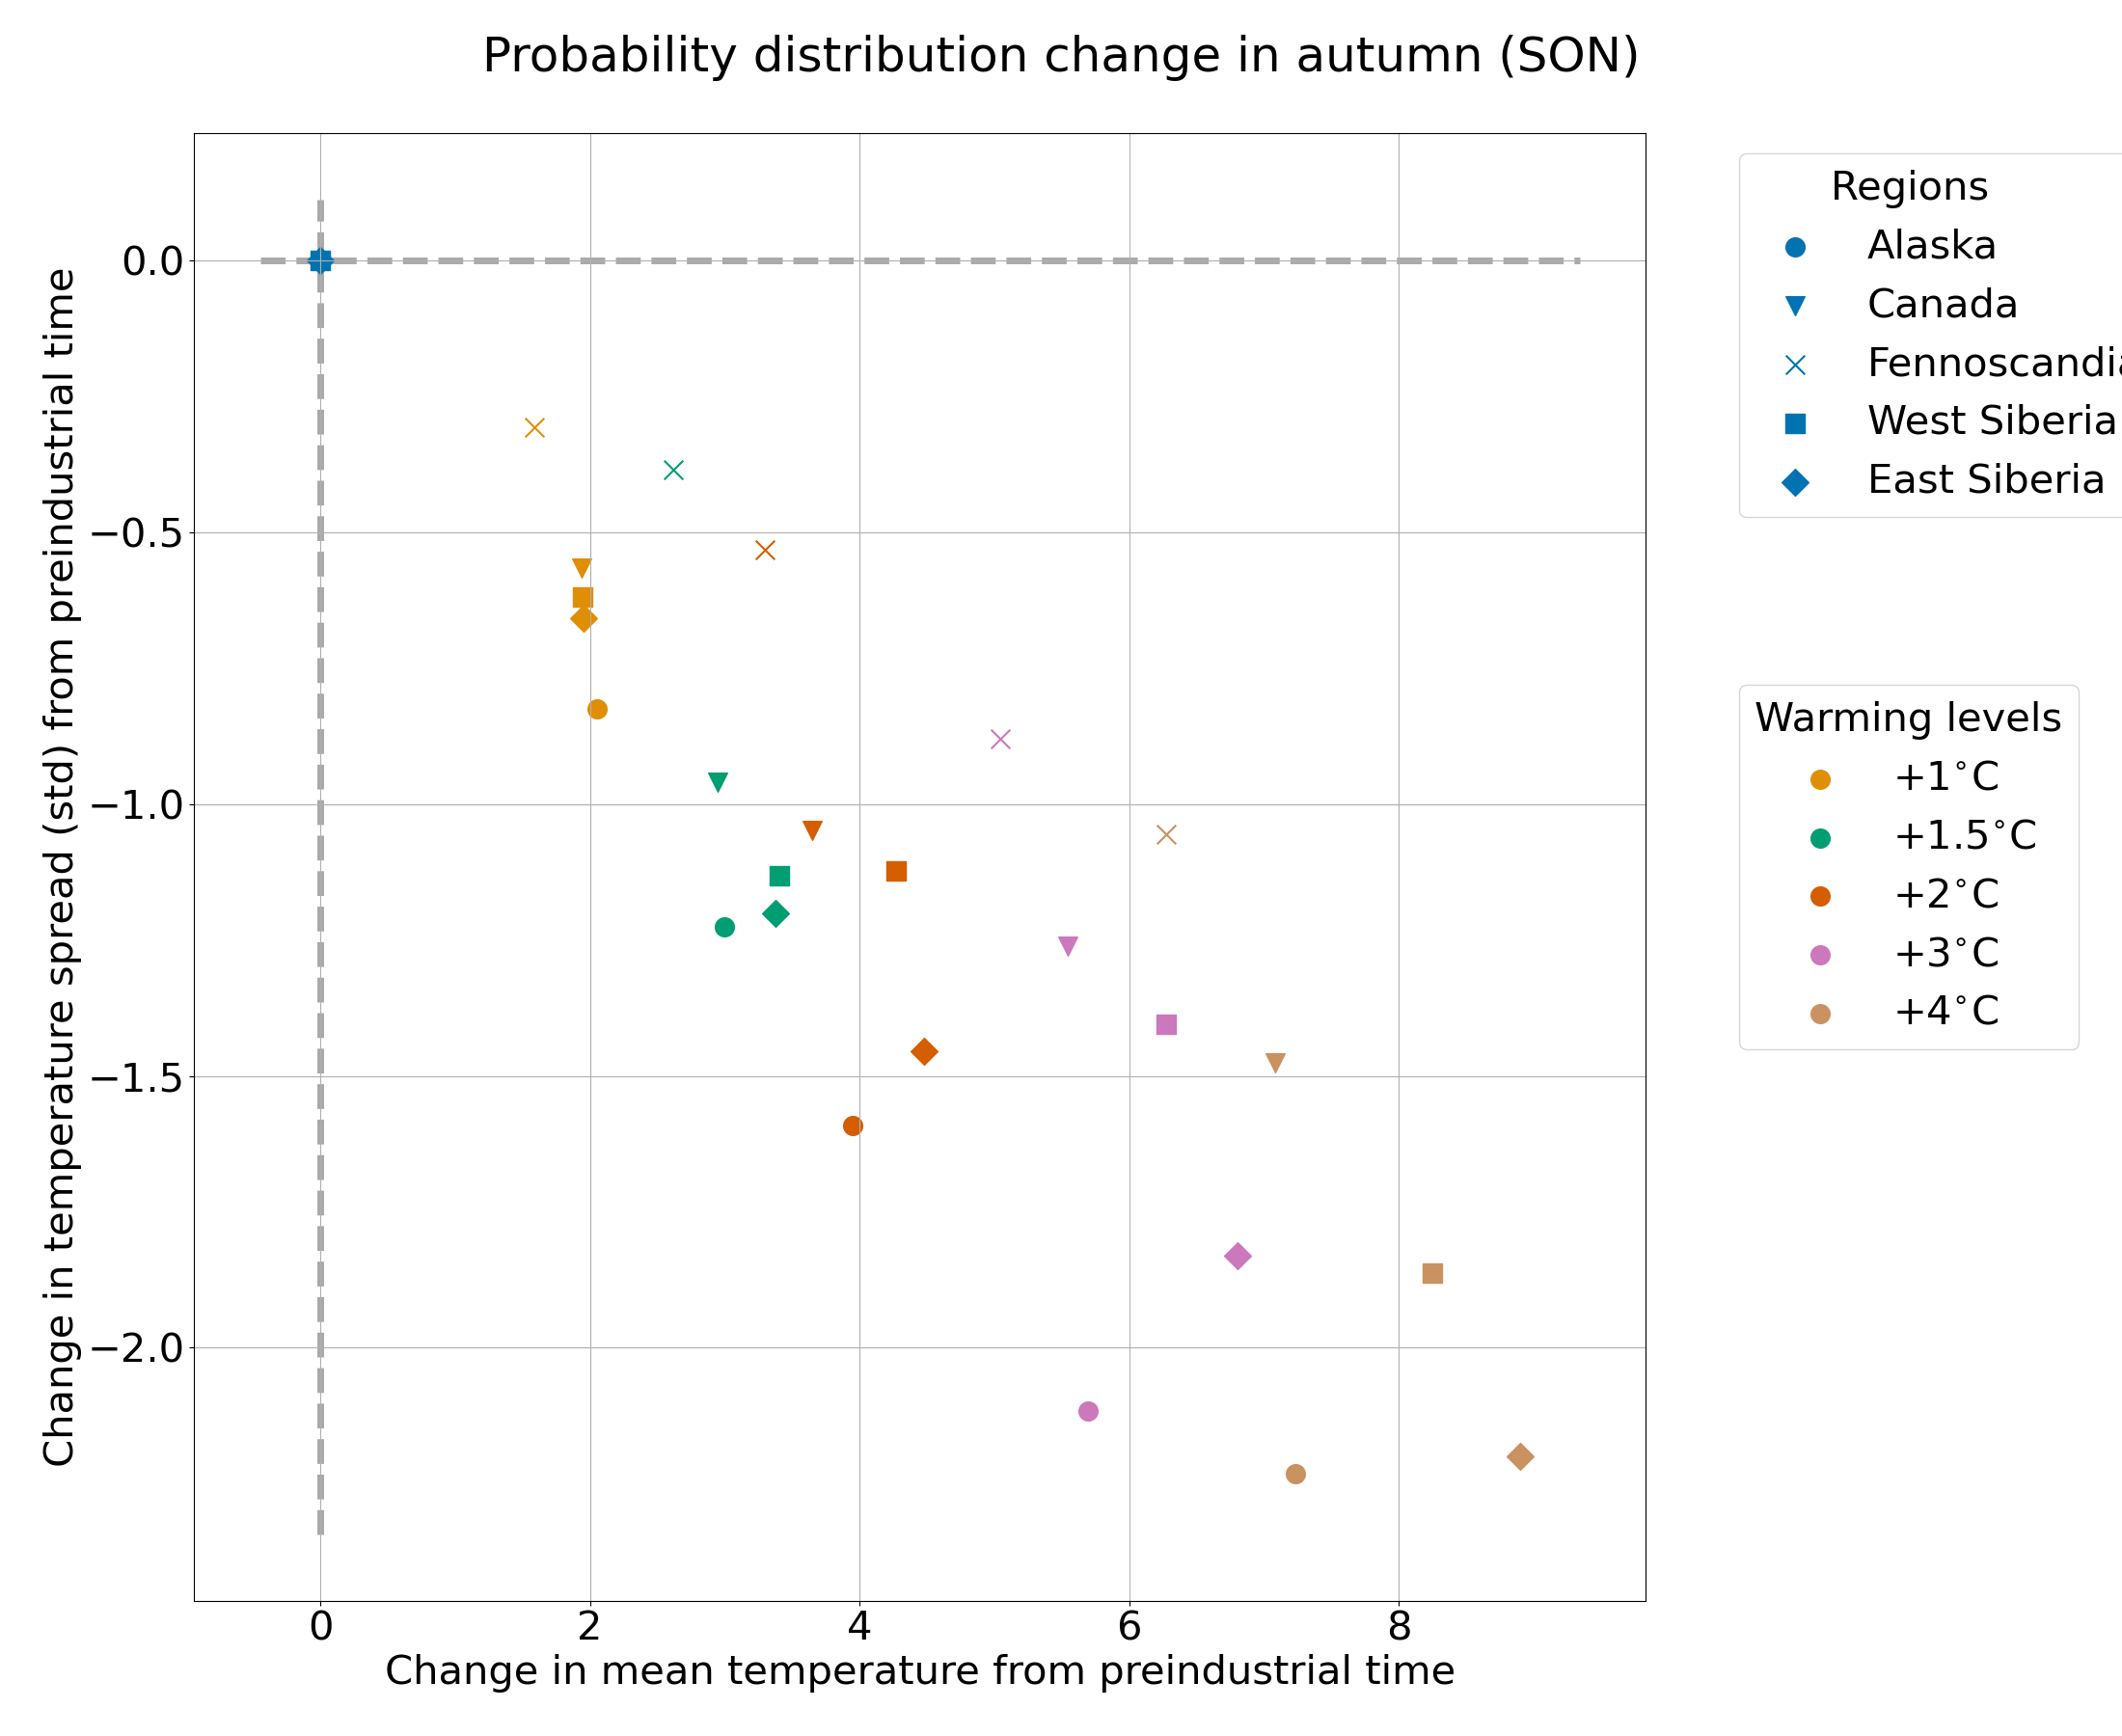 Probability distribution change in autumn (SON)
Change in temperature spread (std) from preindustrial time
0.0
−0.5
−1.0
−1.5
−2.0
0 2 4 6 8
Change in mean temperature from preindustrial time
Regions
Alaska
Canada
Fennoscandia
West Siberia
East Siberia
Warming levels
+1°C
+1.5°C
+2°C
+3°C
+4°C